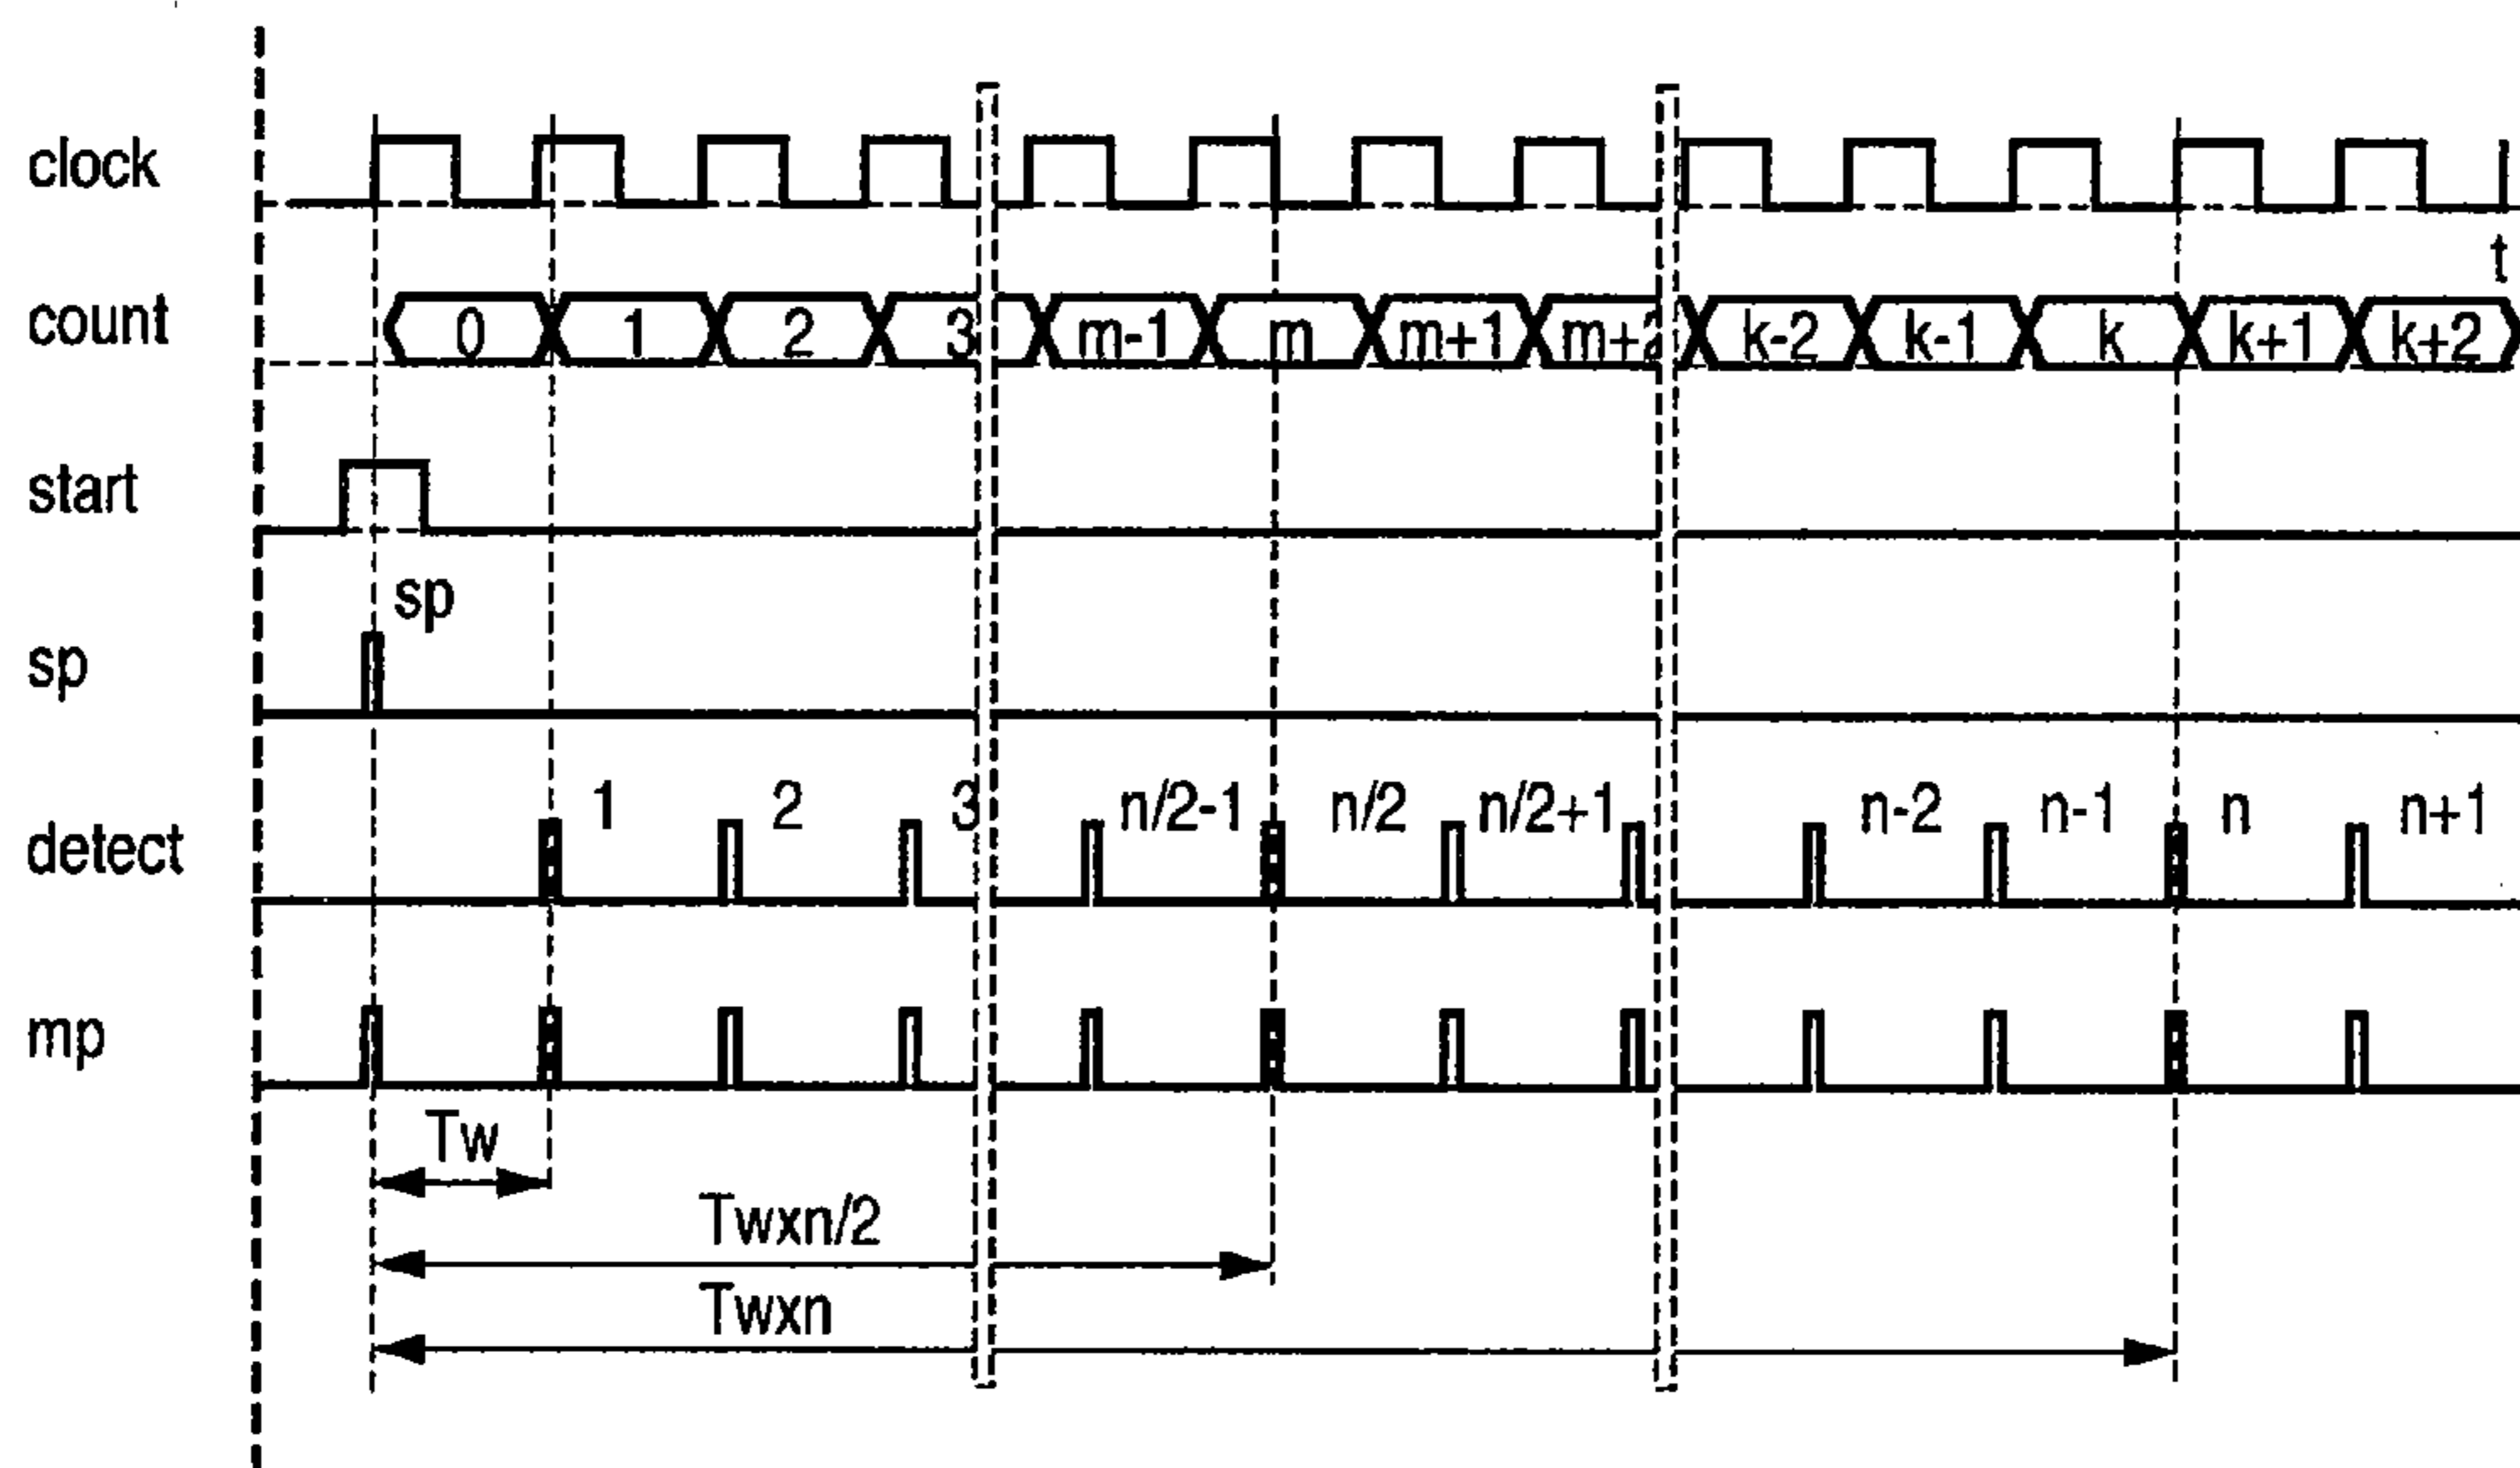 clock
t
count 0 1 2 3 m-1 m m+1 m+2 k-2 k-1 k k+1 k+2
start
sp
sp
1 2 3 n/2-1 n/2 n/2+1 n-2 n-1 n n+1
detect
mp
Tw
Twxn/2
Twxn